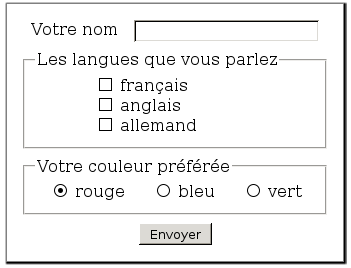 Votre nom
Les langues que vous parlez
français
anglais
allemand
Votre couleur préférée
rouge bleu vert
Envoyer